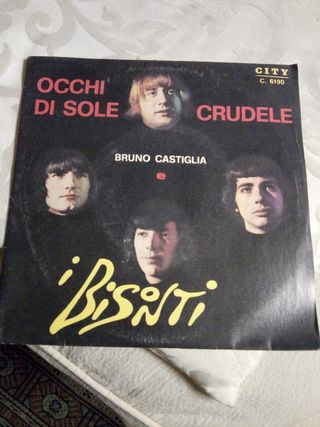 CITY
C. 6190
OCCHI
DI SOLE
CRUDELE
BRUNO CASTIGLIA
e
i BiSONTi